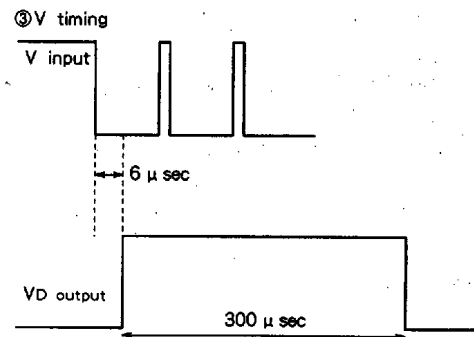 ③V timing
V input
6 μ sec
VD output
300 μ sec